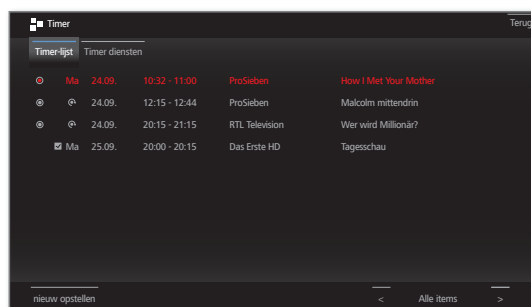 Timer Terug
Timer-lijst Timer diensten
Ma 24.09. 10:32 - 11:00 ProSieben How I Met Your Mother
24.09. 12:15 - 12:44 ProSieben Malcolm mittendrin
24.09. 20:15 - 21:15 RTL Television Wer wird Millionär?
Ma 25.09. 20:00 - 20:15 Das Erste HD Tagesschau
nieuw opstellen < Alle items >